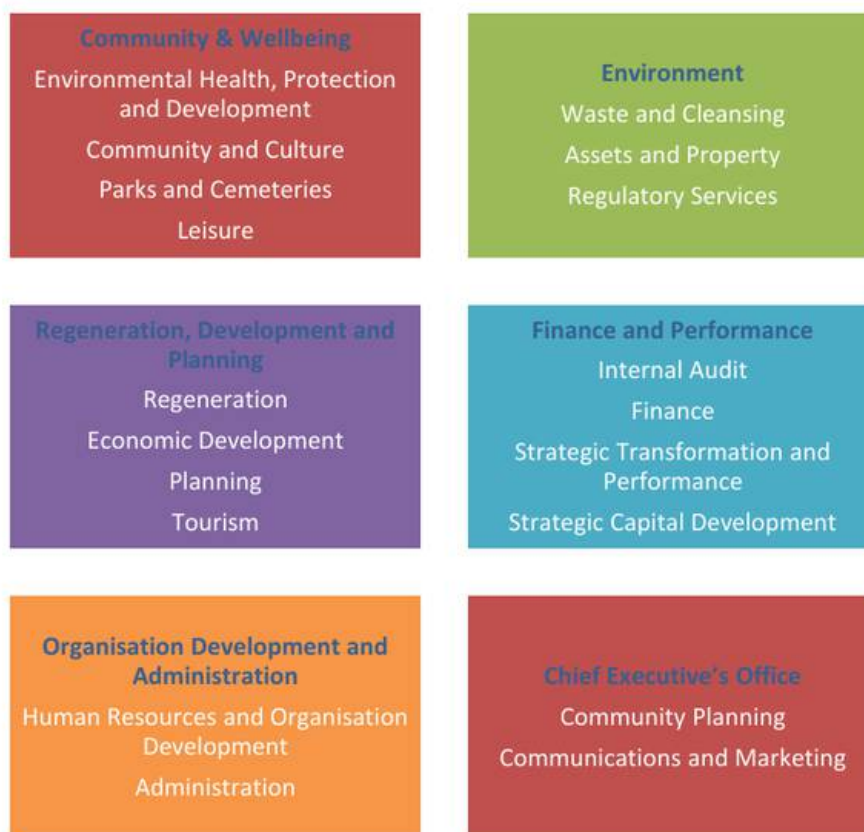 Community & Wellbeing
Environmental Health, Protection
and Development
Community and Culture
Parks and Cemeteries
Leisure
Environment
Waste and Cleansing
Assets and Property
Regulatory Services
Regeneration, Development and
Planning
Regeneration
Economic Development
Planning
Tourism
Finance and Performance
Internal Audit
Finance
Strategic Transformation and
Performance
Strategic Capital Development
Organisation Development and
Administration
Human Resources and Organisation
Development
Administration
Chief Executive's Office
Community Planning
Communications and Marketing